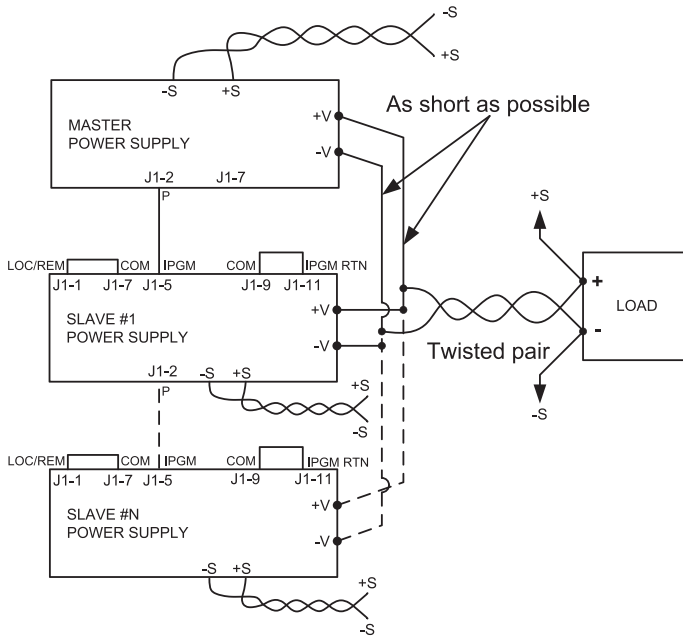 -S
+S
-S +S
As short as possible
MASTER
POWER SUPPLY
+V
-V
J1-2 J1-7
P
+S
LOC/REM COM IPGM COM IPGM RTN
J1-1 J1-7 J1-5 J1-9 J1-11
+
-
LOAD
SLAVE #1
POWER SUPPLY
+V
-V
Twisted pair
J1-2
P
-S +S
+S
-S
-S
LOC/REM COM IPGM COM IPGM RTN
J1-1 J1-7 J1-5 J1-9 J1-11
SLAVE #N
POWER SUPPLY
+V
-V
-S +S
+S
-S